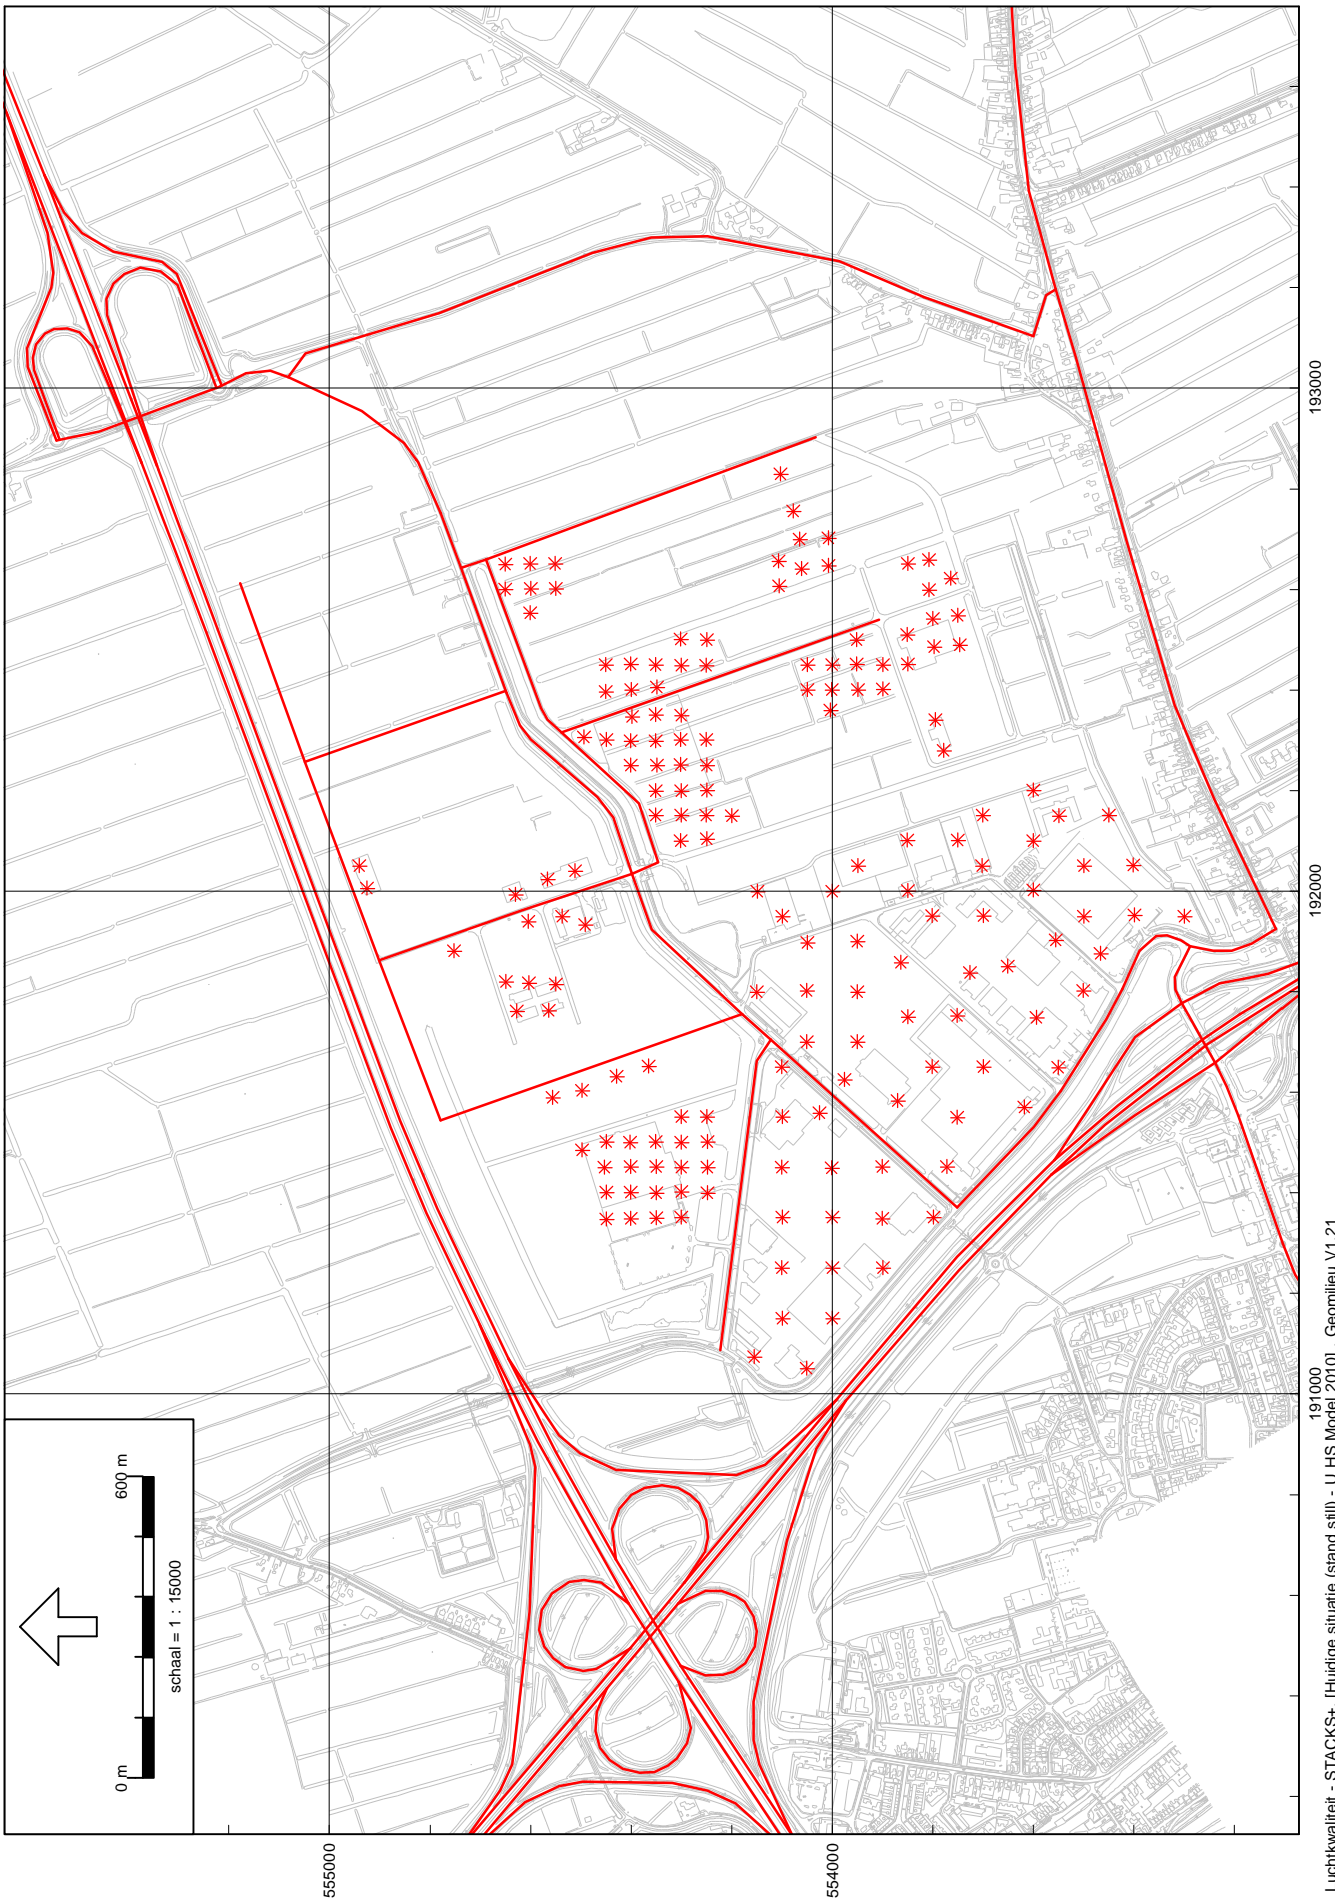 0 m
600 m
schaal = 1 : 15000
555000
554000
191000
192000
193000
Luchtkwaliteit - STACKS+, [Huidige situatie (stand still) - LLHS Model 2010] , Geomilieu V1.21